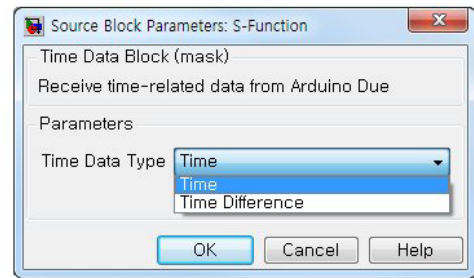 Source Block Parameters: S-Function
Time Data Block (mask)
Receive time-related data from Arduino Due
Parameters
Time Data Type Time
Time
Time Difference
OK Cancel Help